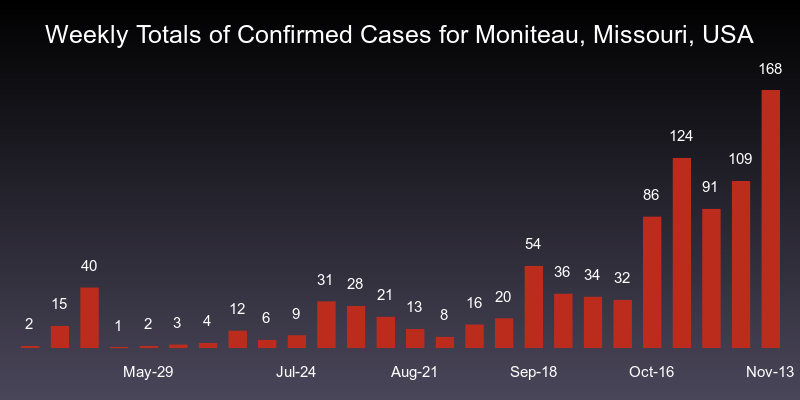 Weekly Totals of Confirmed Cases for Moniteau, Missouri, USA
2 15 40 1 2 3 4 12 6 9 31 28 21 13 8 16 20 54 36 34 32 86 124 91 109 168
May-29 Jul-24 Aug-21 Sep-18 Oct-16 Nov-13